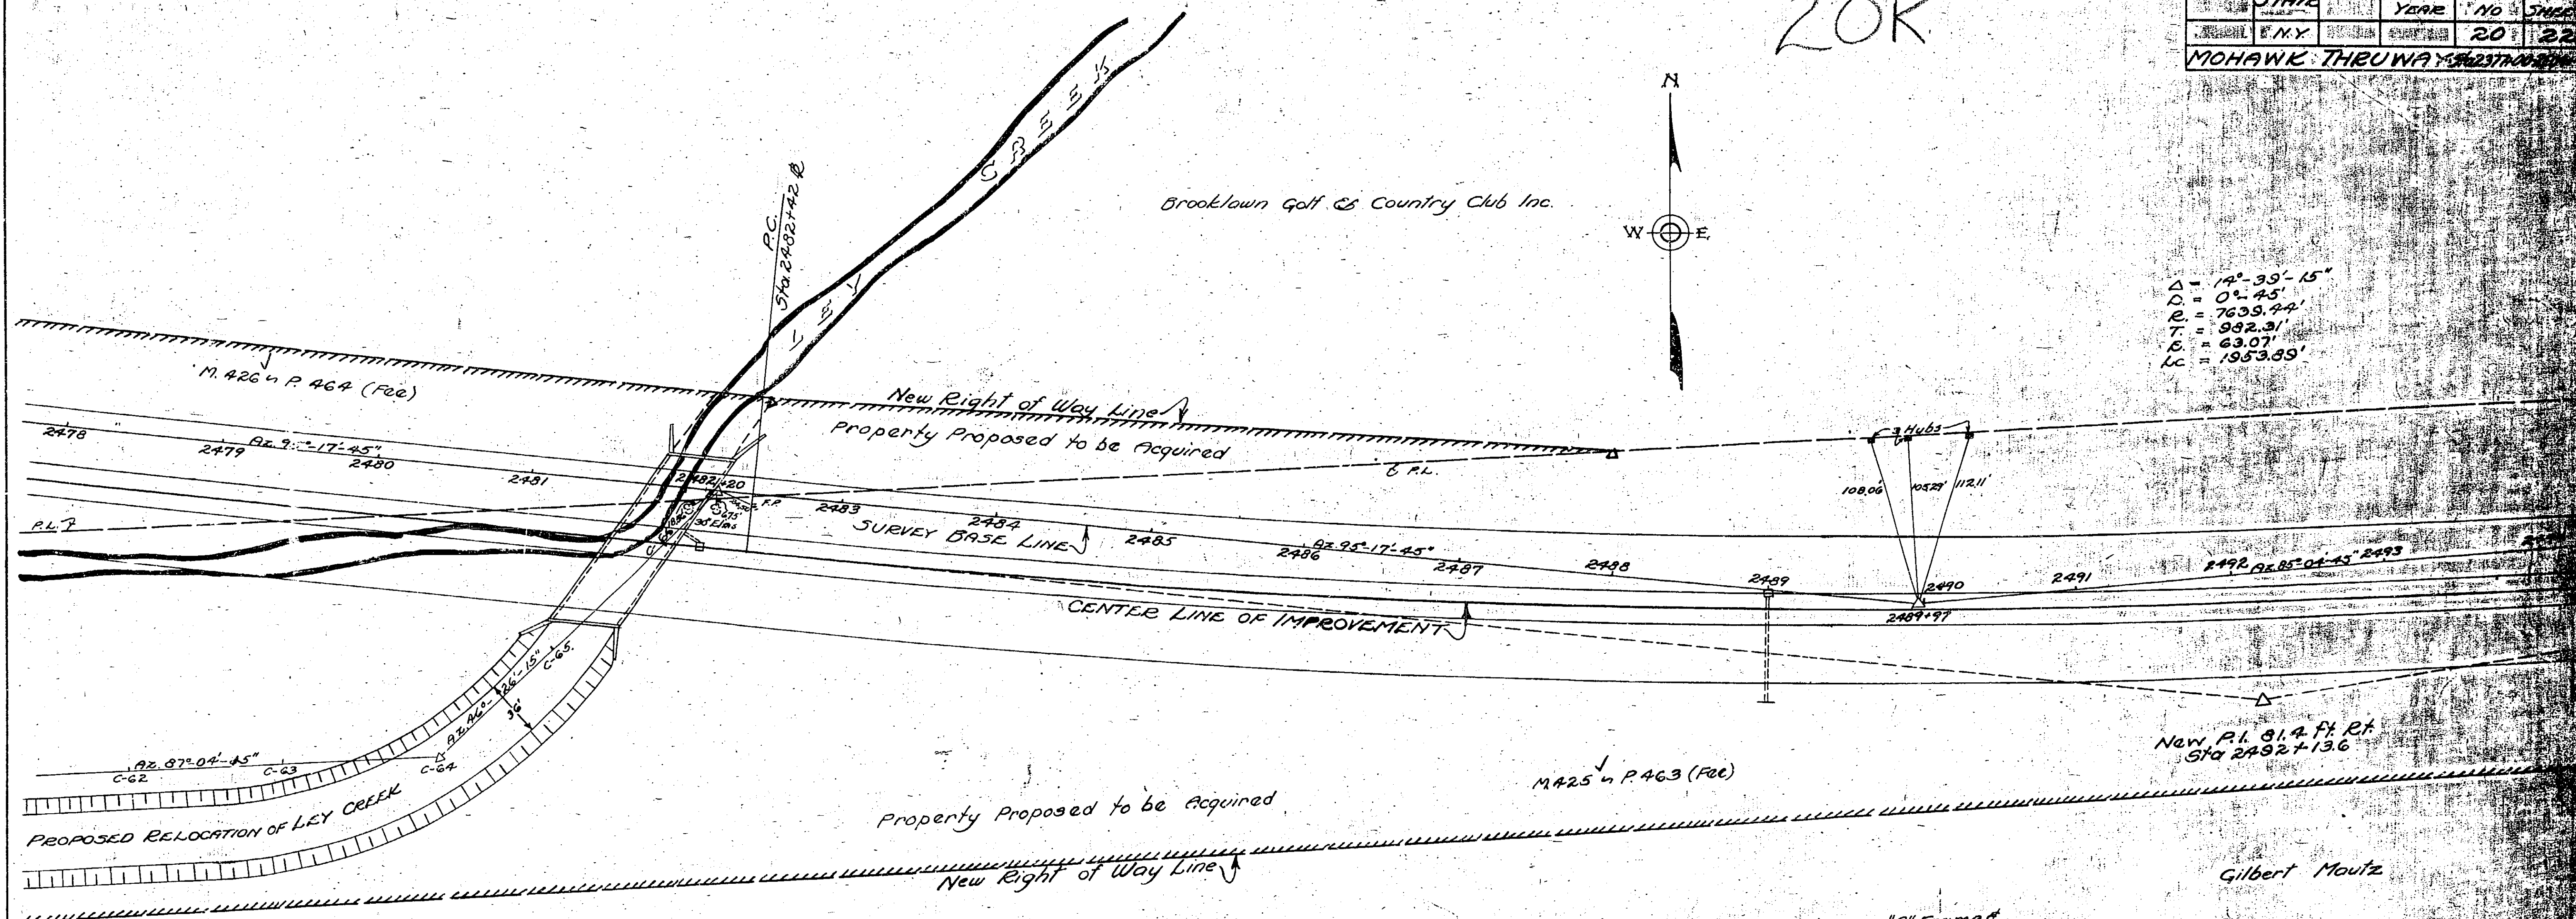 20K
STATE YEAR NO
N.Y. 20 22
MOHAWK THRUWAY
N
W E
Brooklawn Golf & Country Club Inc.
P.C.
Sta. 2482+42
LEY CREEK
Δ = 14°-39'-15"
D. = 0°-45'
R. = 7639.44'
T. = 982.31'
E. = 63.07'
Lc = 1953.89'
M. 426 P. 464 (Fee)
New Right of Way Line
Property Proposed to be Acquired
3 Hubs
₠ P.L.
108.06' 105.29' 112.11'
2478 2479 2480 2481 2482+20 2483 2484 2485 2486 2487 2488 2489 2490 2491 2492 2493
-17'-45"
F.P.
36" Elms
P.L.
SURVEY BASE LINE
Az. 95°-17'-45"
Az. 85°-04'-45"
2489+97
CENTER LINE OF IMPROVEMENT
C-65
Az. 46°-26'-15"
36'
Az. 87°-04'-45"
C-62 C-63 C-64
PROPOSED RELOCATION OF LEY CREEK
New P.I. 81.4 ft. Rt.
Sta 2492+13.6
M 425 P. 463 (Fee)
Property Proposed to be Acquired
New Right of Way Line
Gilbert Moutz